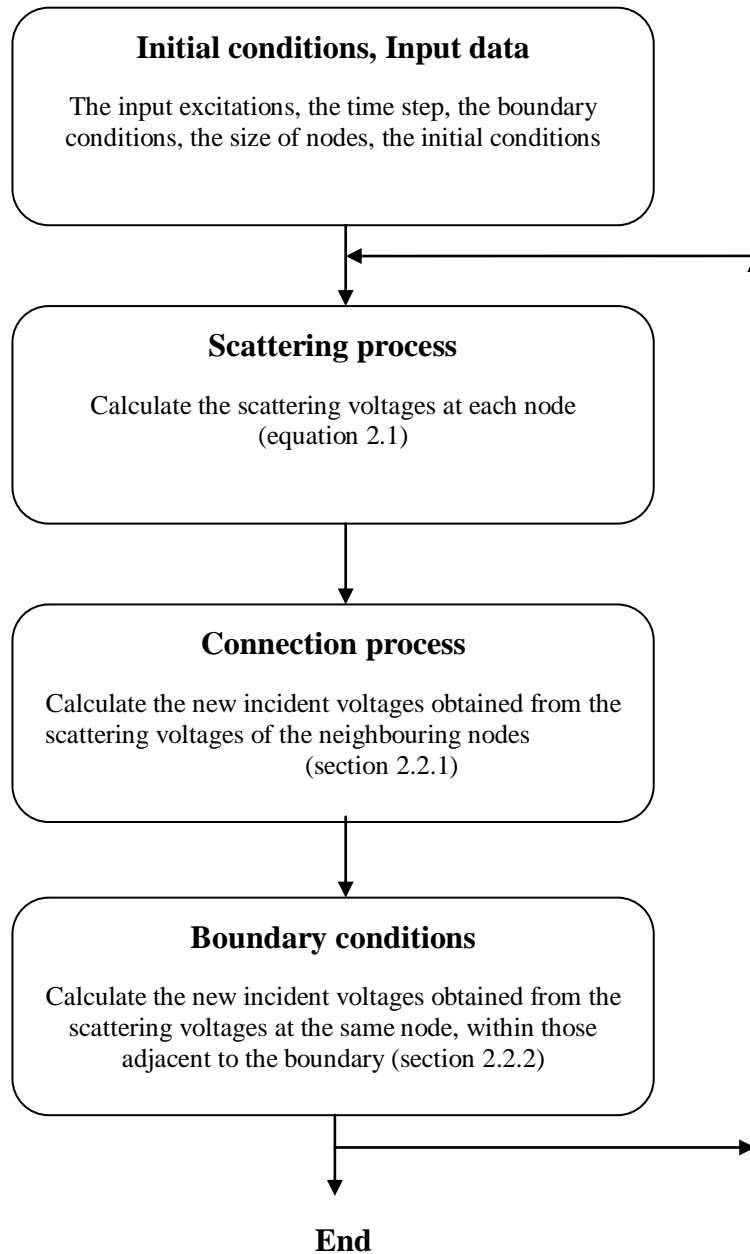 Initial conditions, Input data
The input excitations, the time step, the boundary
conditions, the size of nodes, the initial conditions
Scattering process
Calculate the scattering voltages at each node
(equation 2.1)
Connection process
Calculate the new incident voltages obtained from the
scattering voltages of the neighbouring nodes
(section 2.2.1)
Boundary conditions
Calculate the new incident voltages obtained from the
scattering voltages at the same node, within those
adjacent to the boundary (section 2.2.2)
End